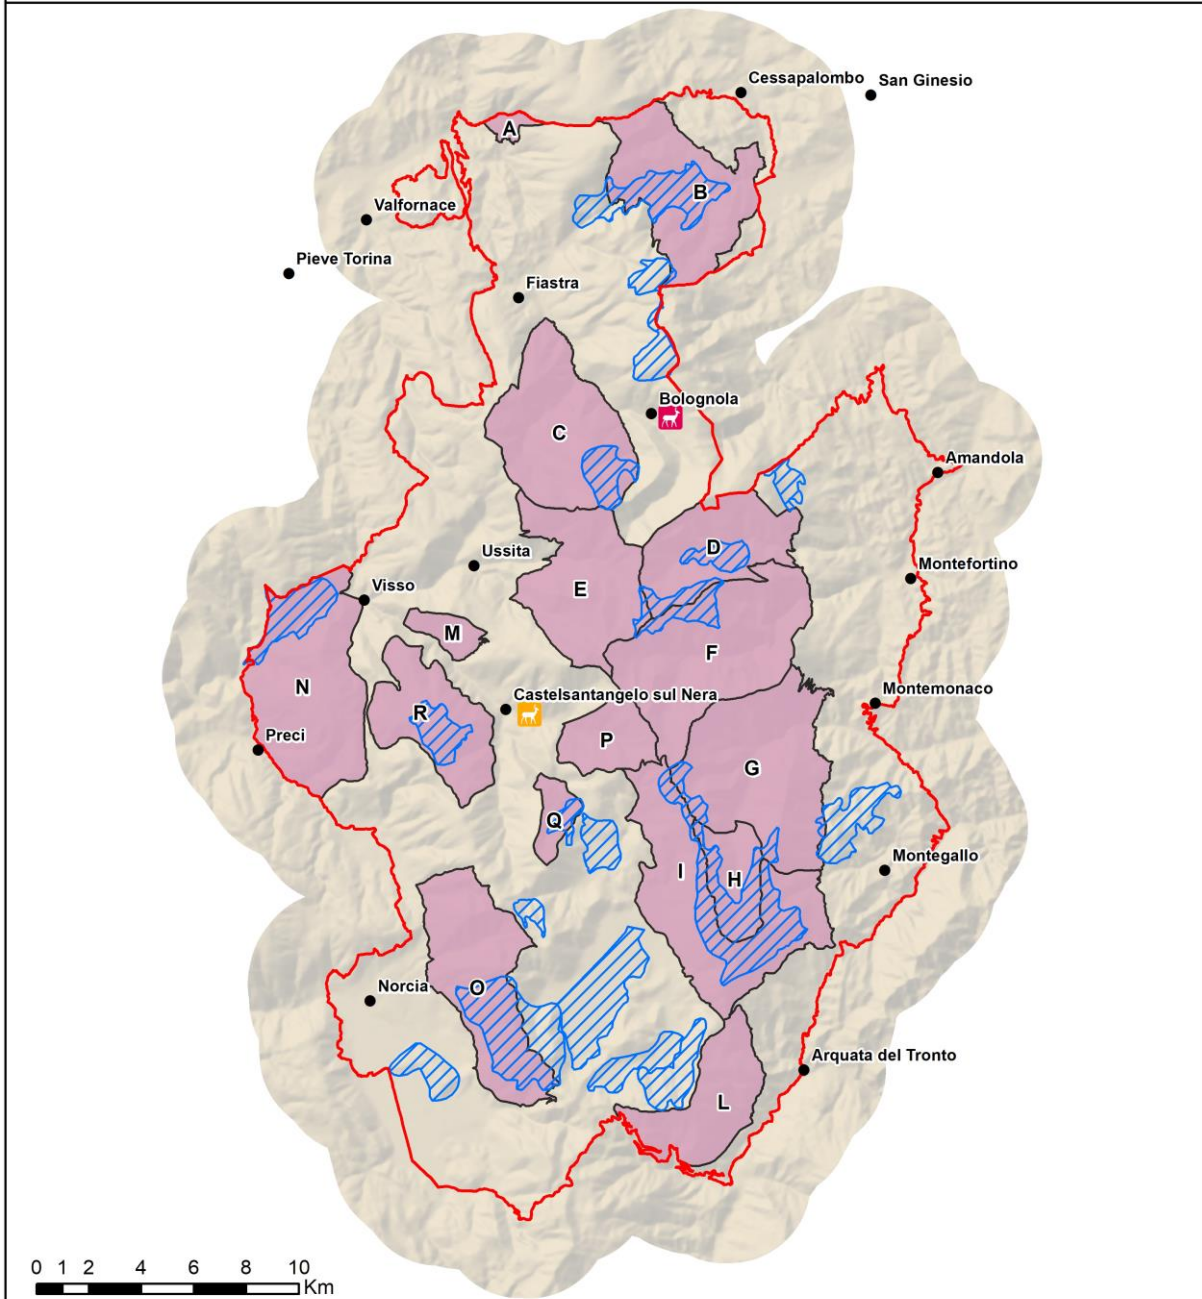 Cessapalombo
San Ginesio
A
B
Valfornace
Pieve Torina
Fiastra
Bolognola
C
Amandola
D
Ussita
Montefortino
Visso
E
M
F
N
Castelsantangelo sul Nera
Montemonaco
R
Preci
P
G
Q
Montegallo
I
H
Norcia
O
Arquata del Tronto
L
0 1 2 4 6 8 10
Km